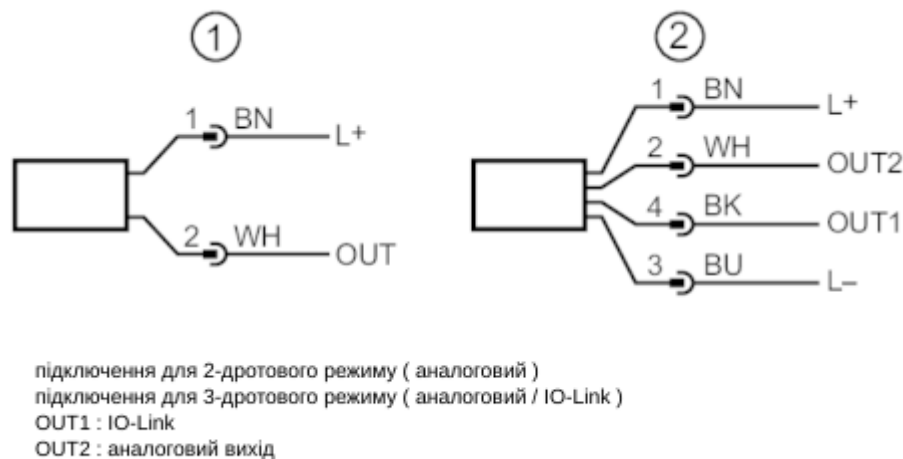 1 2
1 BN L+
2 WH OUT
1 BN L+
2 WH OUT2
4 BK OUT1
3 BU L–
підключення для 2-дротового режиму ( аналоговий )
підключення для 3-дротового режиму ( аналоговий / IO-Link )
OUT1 : IO-Link
OUT2 : аналоговий вихід